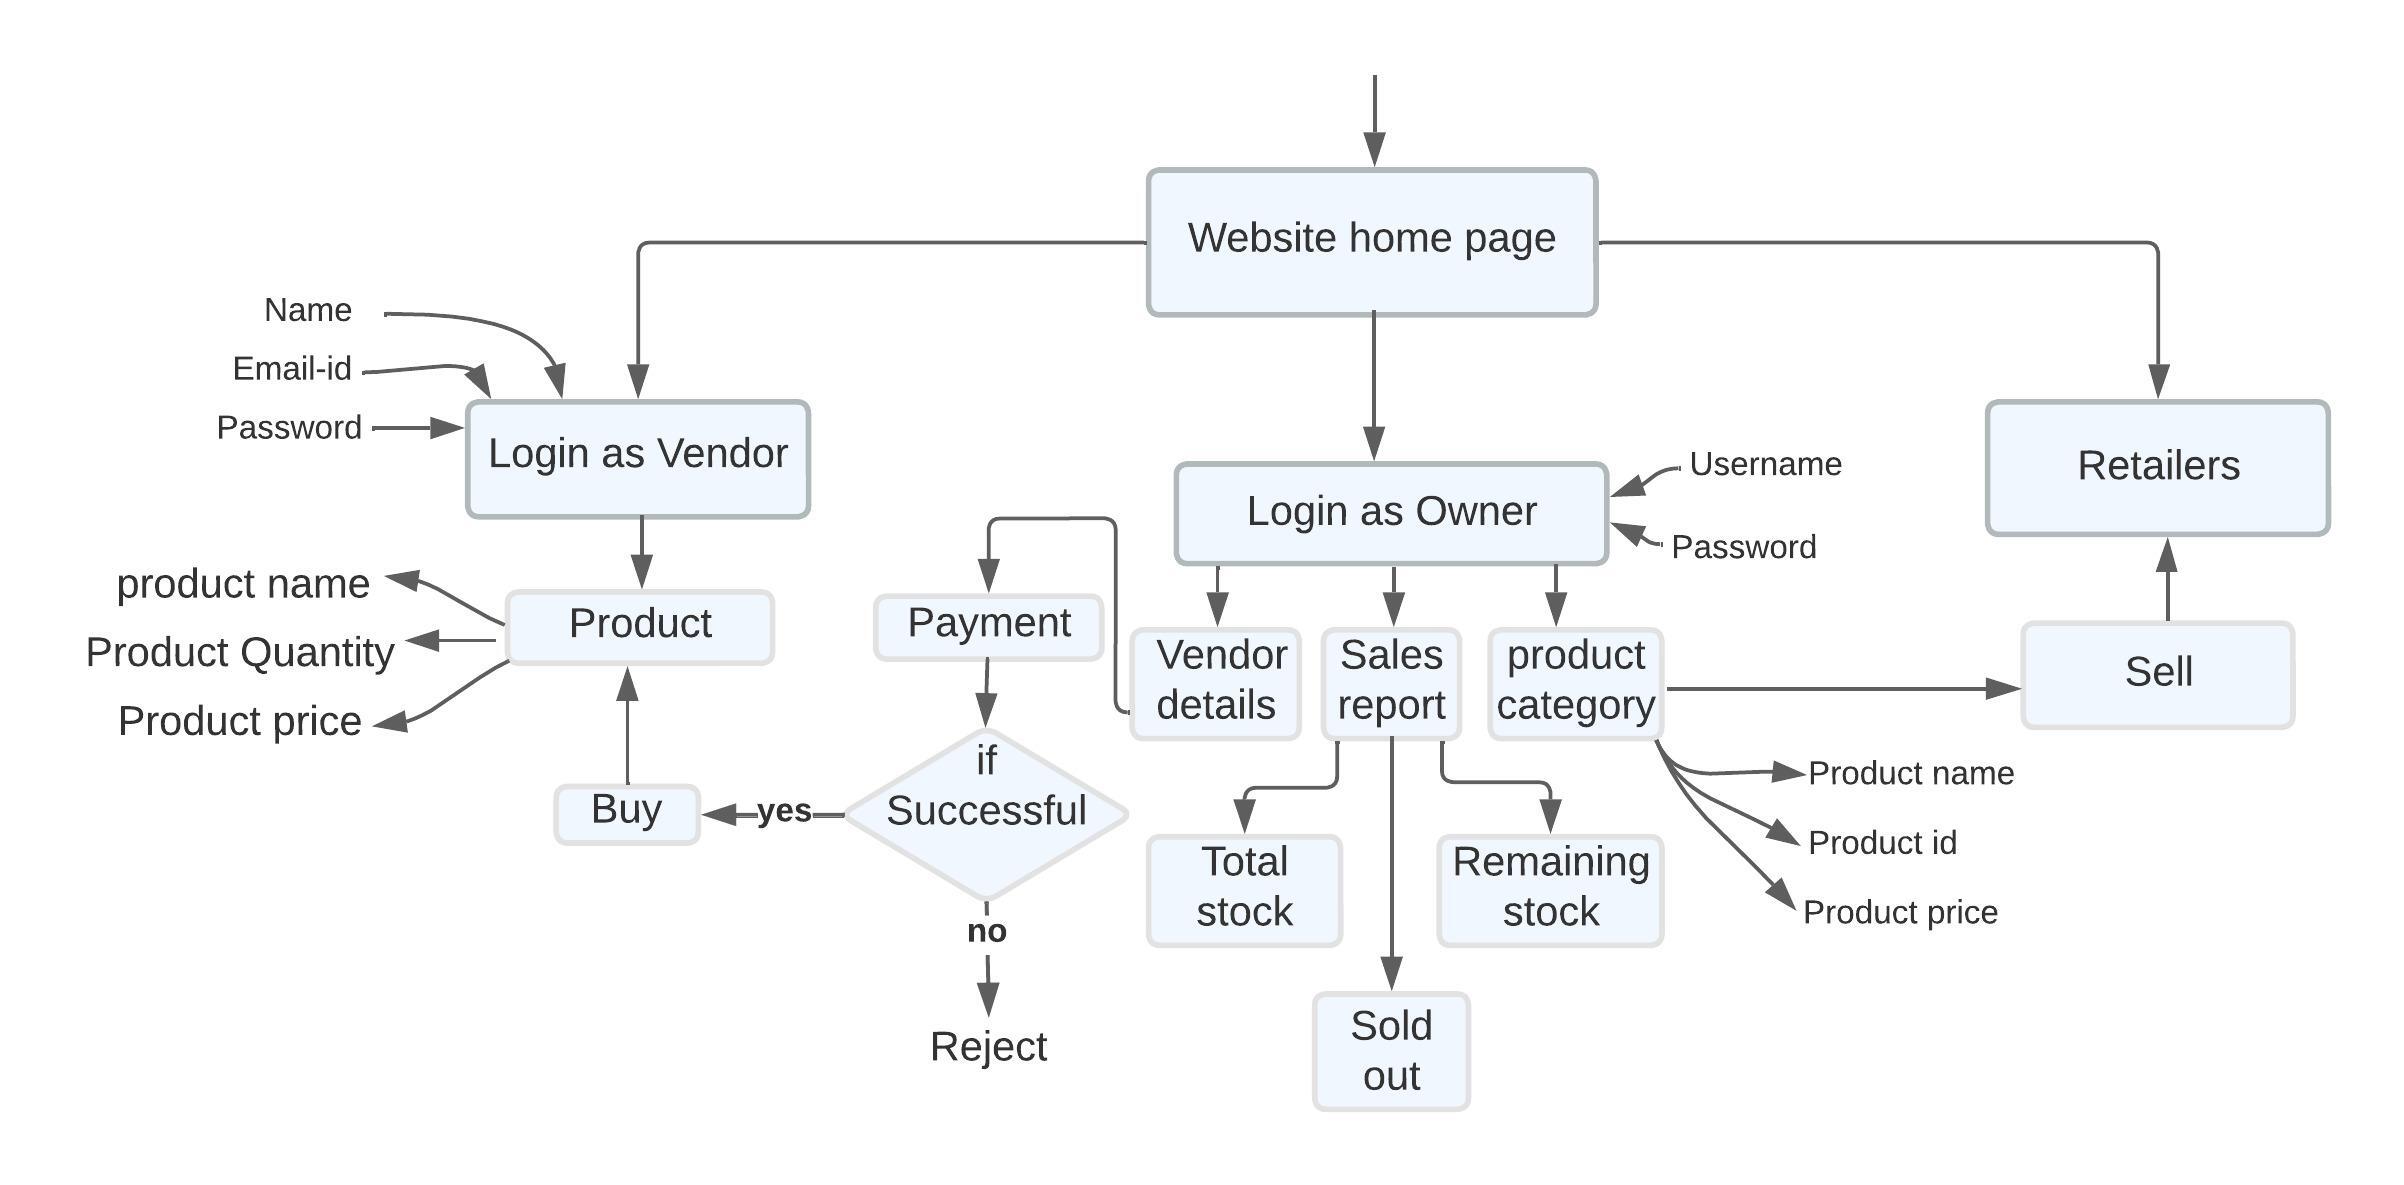 Website home page
Name
Email-id
Password
Login as Vendor
Login as Owner
Username
Password
Retailers
product name
Product Quantity
Product price
Product
Payment
Vendor
details
Sales
report
product
category
Sell
if
Successful
yes
Buy
no
Reject
Total
stock
Remaining
stock
Sold
out
Product name
Product id
Product price